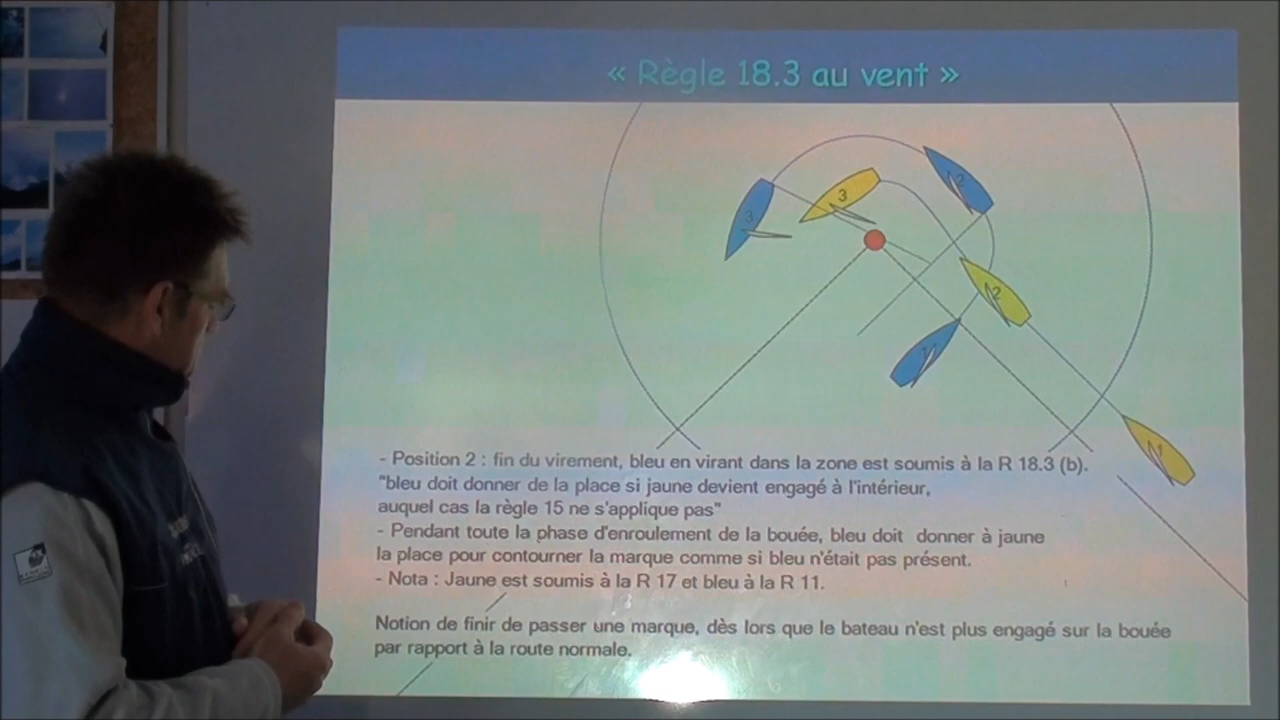 « Règle 18.3 au vent »
3
3
2
2
1
1
- Position 2 : fin du virement, bleu en virant dans la zone est soumis à la R 18.3 (b).
"bleu doit donner de la place si jaune devient engagé à l'intérieur,
auquel cas la règle 15 ne s'applique pas"
- Pendant toute la phase d'enroulement de la bouée, bleu doit donner à jaune
la place pour contourner la marque comme si bleu n'était pas présent.
- Nota : Jaune est soumis à la R 17 et bleu à la R 11.
Notion de finir de passer une marque, dès lors que le bateau n'est plus engagé sur la bouée
par rapport à la route normale.